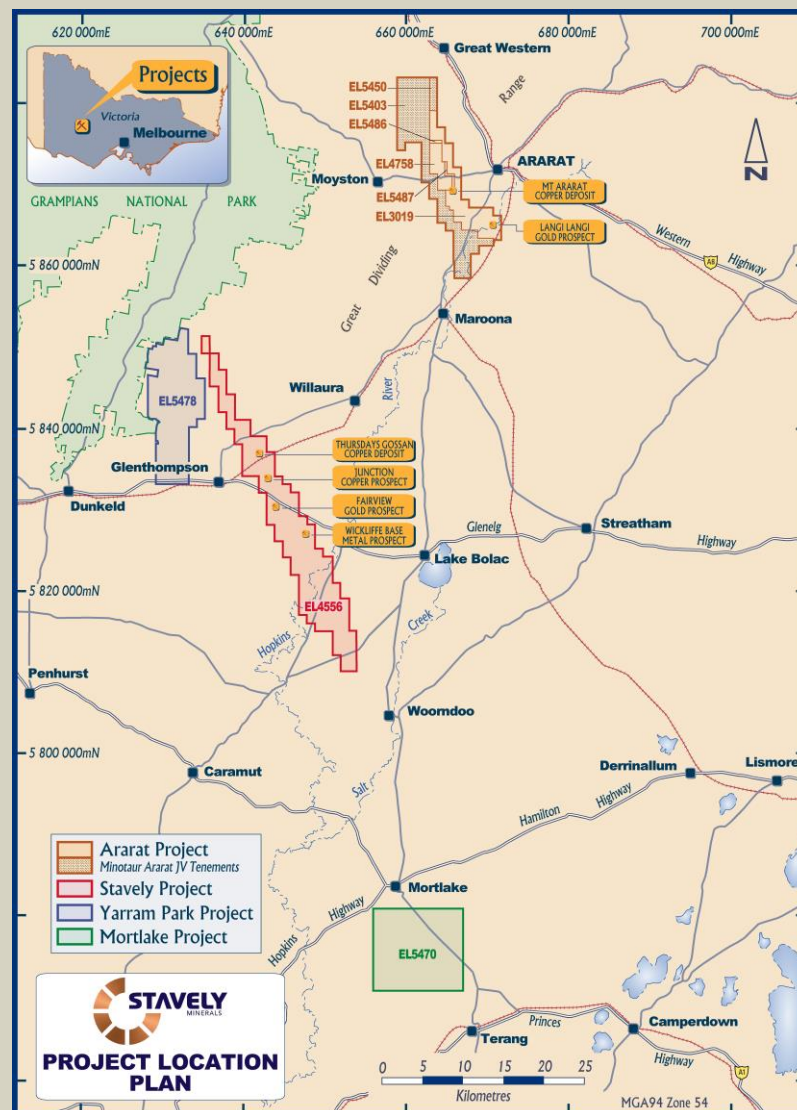 620 000mE
640 000mE
660 000mE
680 000mE
700 000mE
Great Western
Projects
Victoria
Melbourne
EL5450
EL5403
EL5486
EL4758
EL5487
EL3019
Range
ARARAT
Moyston
MT ARARAT
COPPER DEPOSIT
LANGI LANGI
GOLD PROSPECT
N
GRAMPIANS NATIONAL PARK
Western
Highway
A8
5 860 000mN
Dividing
Great
Maroona
Willaura
River
EL5478
5 840 000mN
THURSDAYS GOSSAN
COPPER DEPOSIT
JUNCTION
COPPER PROSPECT
FAIRVIEW
GOLD PROSPECT
WICKLIFFE BASE
METAL PROSPECT
Glenthompson
Dunkeld
Glenelg
Streatham
Highway
Lake Bolac
5 820 000mN
EL4556
Creek
Hopkins
Penhurst
Woorndoo
5 800 000mN
Caramut
Salt
Derrinallum
Lismore
Hamilton
Highway
Ararat Project
Minotaur Ararat JV Tenements
Stavely Project
Yarram Park Project
Mortlake Project
Mortlake
Highway
Hopkins
EL5470
STAVELY
MINERALS
PROJECT LOCATION
PLAN
Terang
Princes
Camperdown
Highway
A1
0 5 10 15 20 25
Kilometres
MGA94 Zone 54